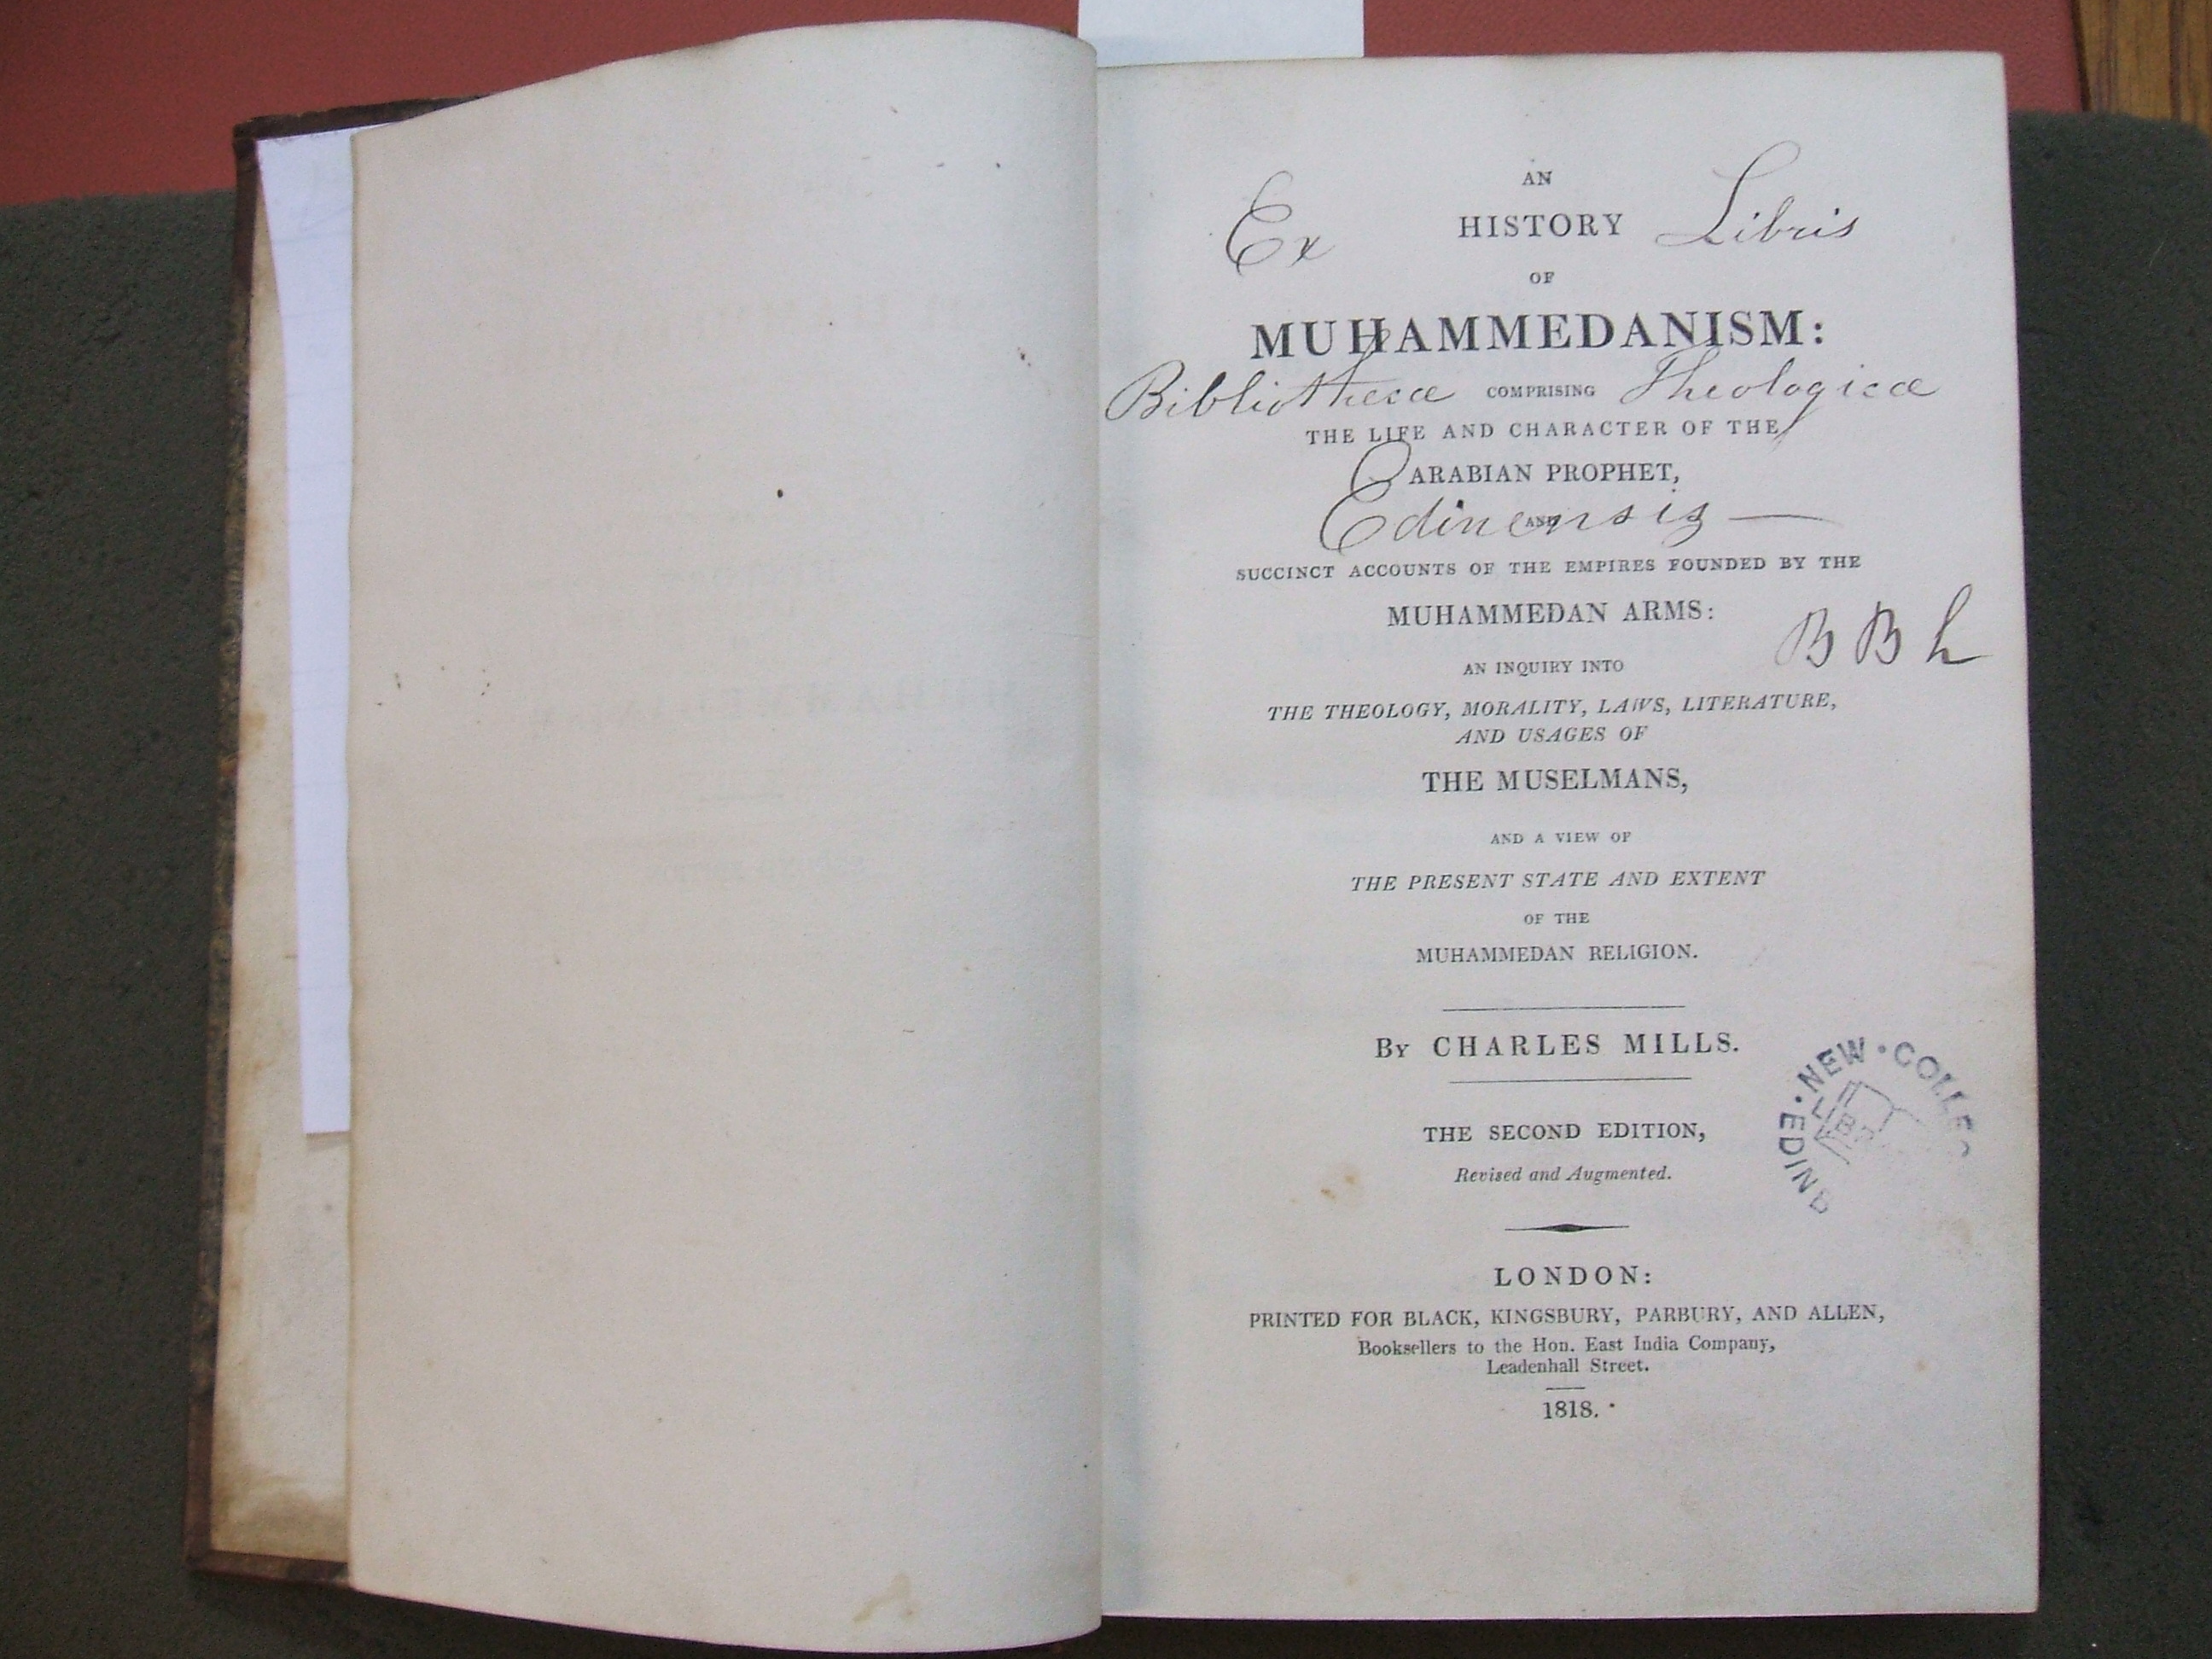 AN
Ex HISTORY Libris
OF
MUHAMMEDANISM:
Bibliothecæ COMPRISING Theologicæ
THE LIFE AND CHARACTER OF THE
ARABIAN PROPHET,
Edinensis —
AND
SUCCINCT ACCOUNTS OF THE EMPIRES FOUNDED BY THE
MUHAMMEDAN ARMS:
B B h
AN INQUIRY INTO
THE THEOLOGY, MORALITY, LAWS, LITERATURE,
AND USAGES OF
THE MUSELMANS,
AND A VIEW OF
THE PRESENT STATE AND EXTENT
OF THE
MUHAMMEDAN RELIGION.
By CHARLES MILLS.
NEW · COLLEG
EDIN
THE SECOND EDITION,
Revised and Augmented.
LONDON:
PRINTED FOR BLACK, KINGSBURY, PARBURY, AND ALLEN,
Booksellers to the Hon. East India Company,
Leadenhall Street.
1818.